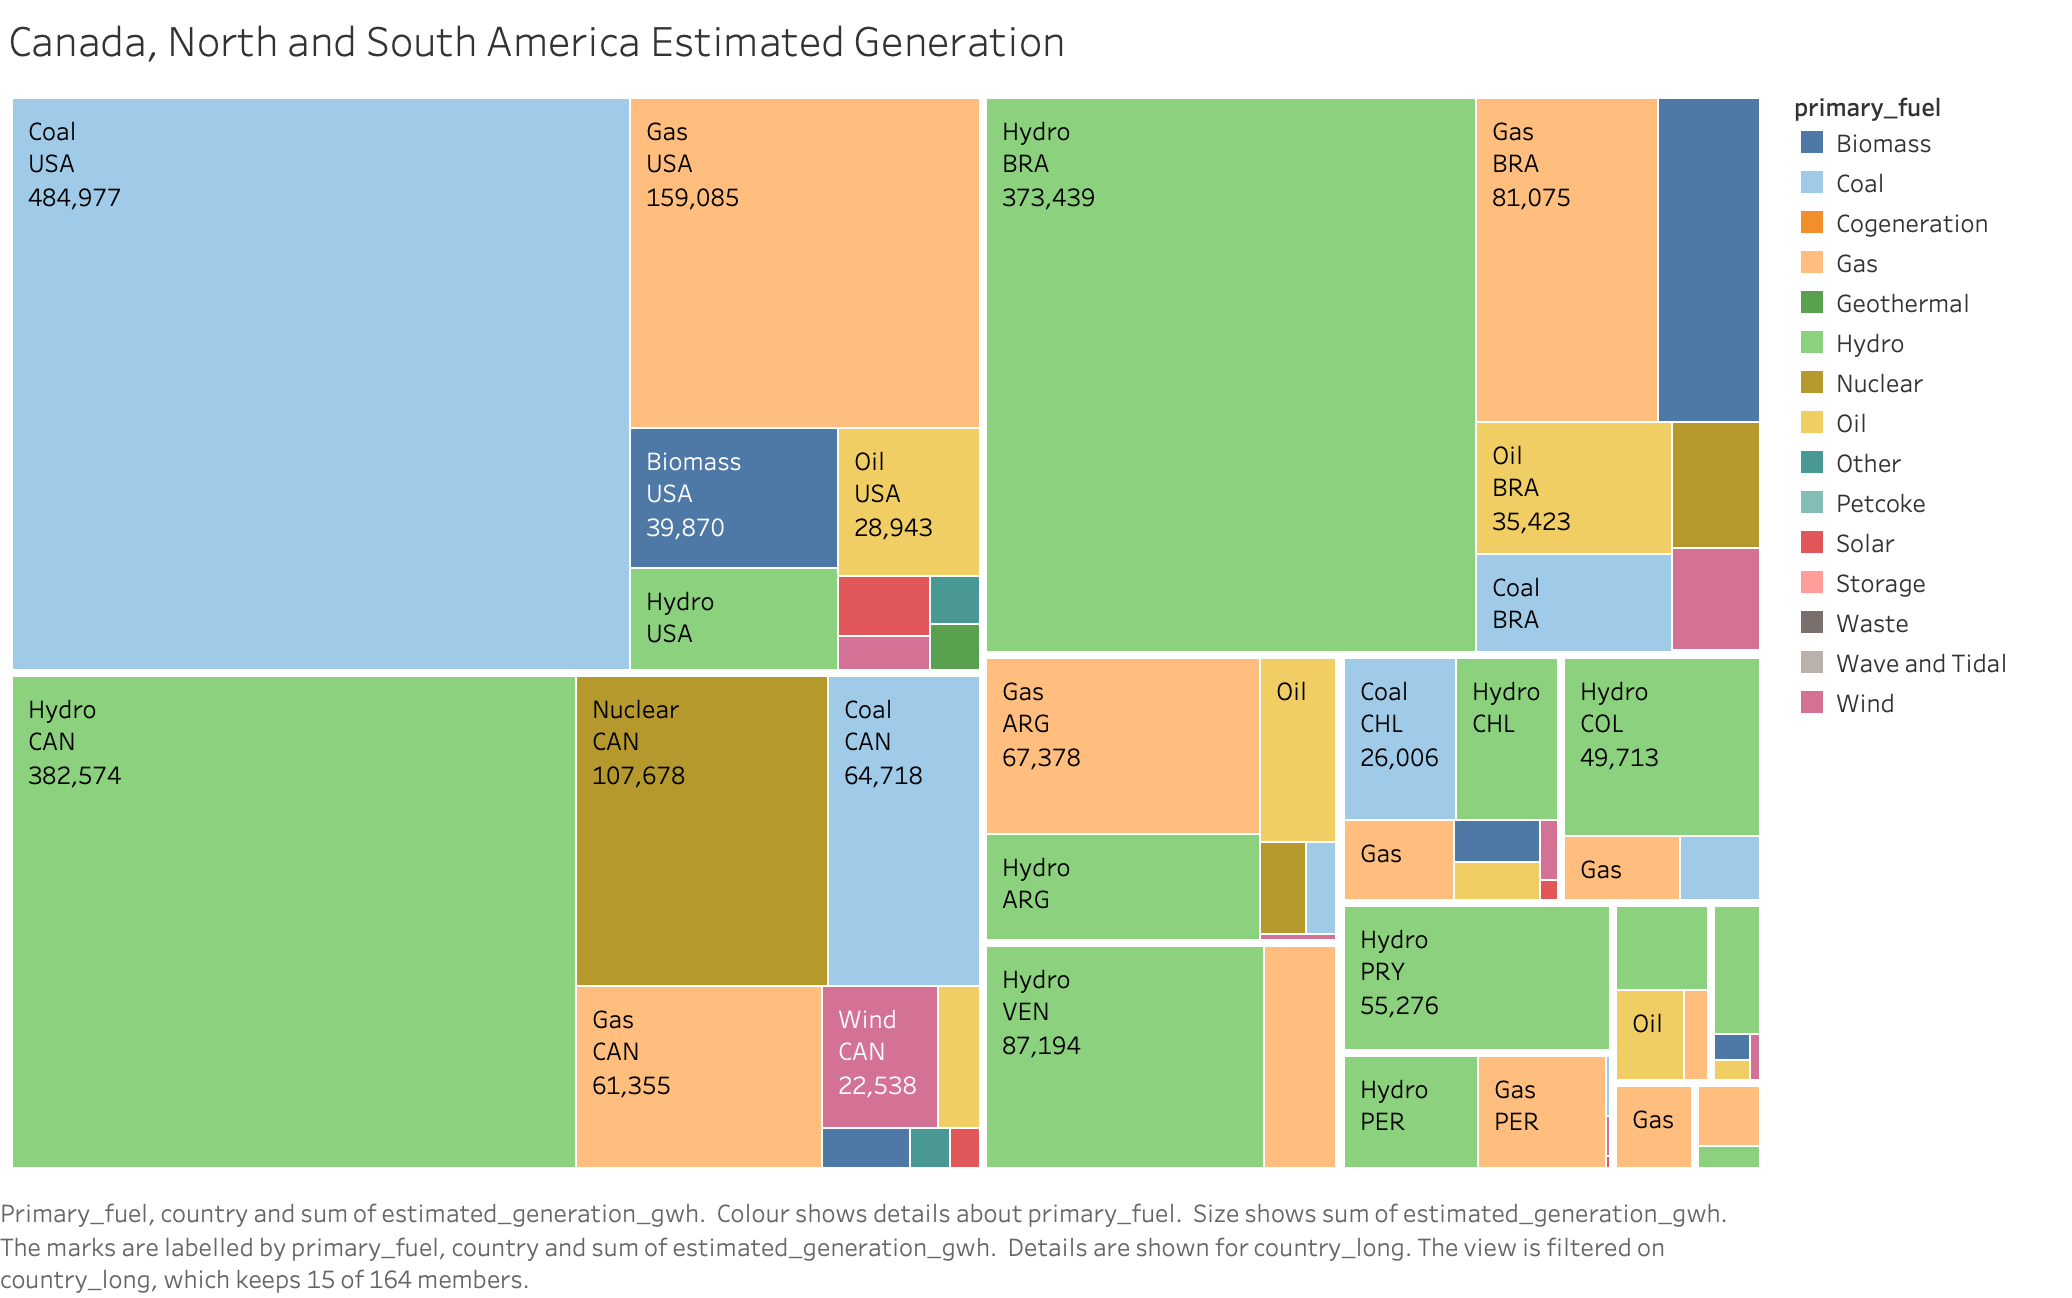 Canada, North and South America Estimated Generation
Coal
USA
484,977
Gas
USA
159,085
Biomass
USA
39,870
Oil
USA
28,943
Hydro
USA
Hydro
CAN
382,574
Nuclear
CAN
107,678
Coal
CAN
64,718
Gas
CAN
61,355
Wind
CAN
22,538
Hydro
BRA
373,439
Gas
BRA
81,075
Oil
BRA
35,423
Coal
BRA
Gas
ARG
67,378
Oil
Hydro
ARG
Hydro
VEN
87,194
Coal
CHL
26,006
Hydro
CHL
Gas
Hydro
COL
49,713
Gas
Hydro
PRY
55,276
Hydro
PER
Gas
PER
Oil
Gas
primary_fuel
Biomass
Coal
Cogeneration
Gas
Geothermal
Hydro
Nuclear
Oil
Other
Petcoke
Solar
Storage
Waste
Wave and Tidal
Wind
Primary_fuel, country and sum of estimated_generation_gwh.  Colour shows details about primary_fuel.  Size shows sum of estimated_generation_gwh.
The marks are labelled by primary_fuel, country and sum of estimated_generation_gwh.  Details are shown for country_long. The view is filtered on
country_long, which keeps 15 of 164 members.